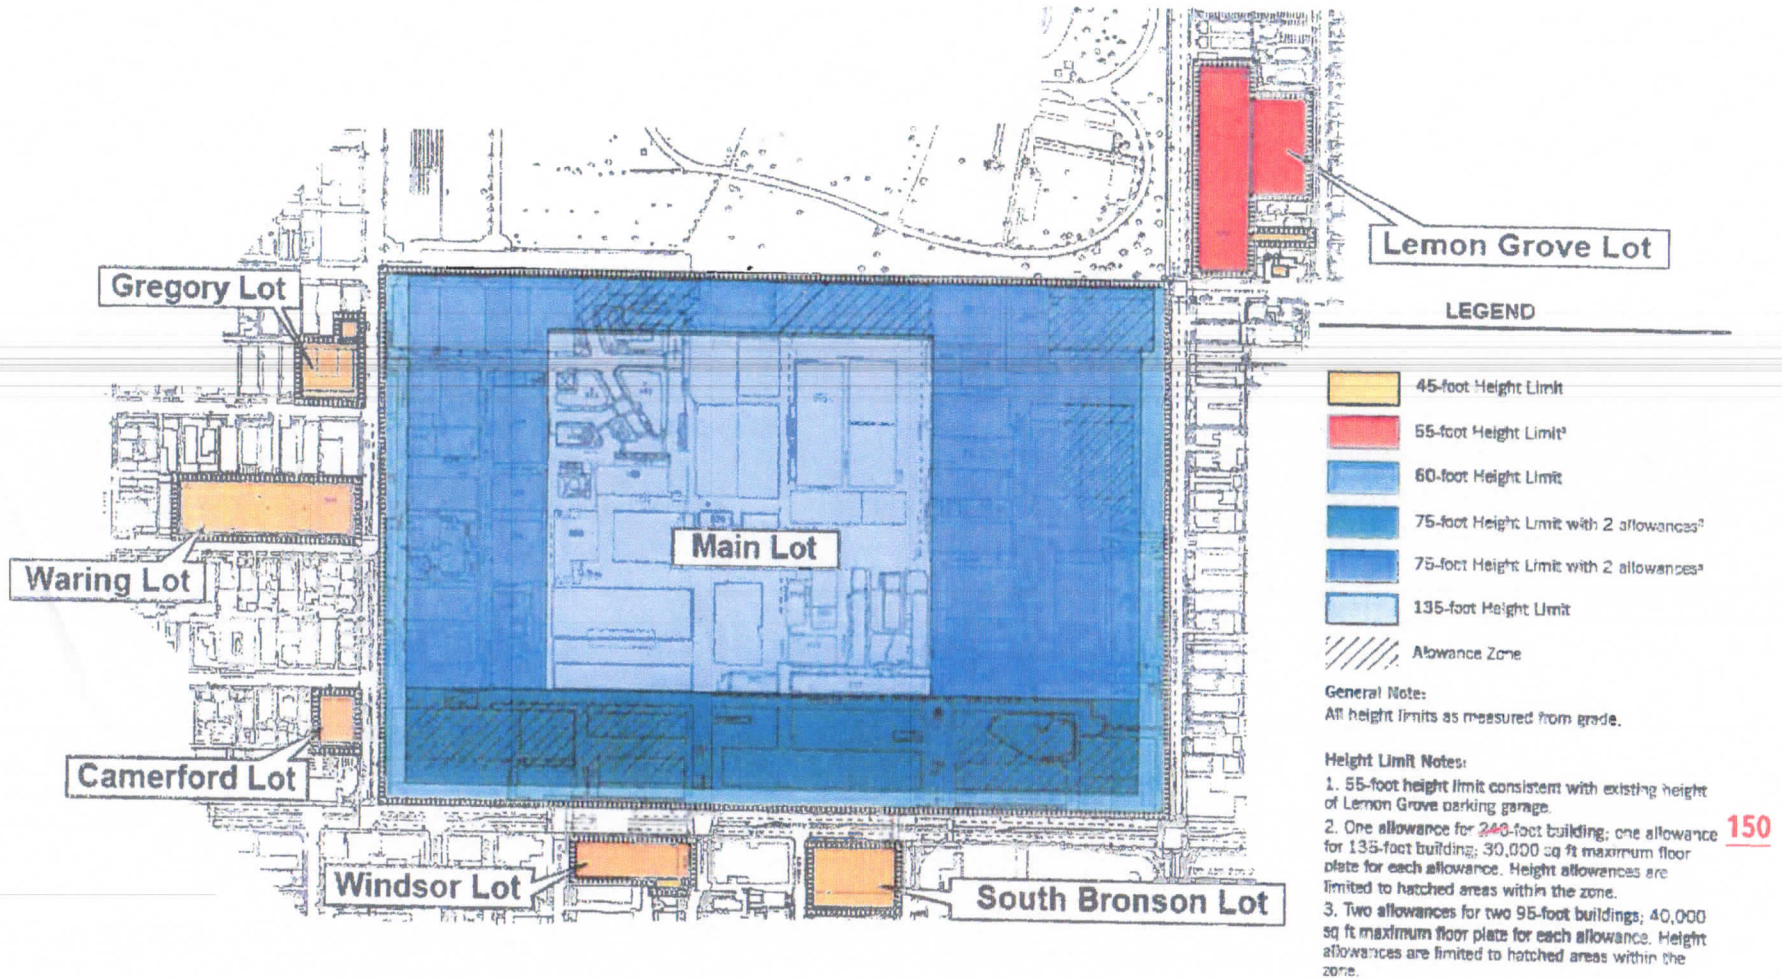 Gregory Lot
Lemon Grove Lot
Waring Lot
Main Lot
Camerford Lot
Windsor Lot
South Bronson Lot
LEGEND
45-foot Height Limit
55-foot Height Limit¹
60-foot Height Limit
75-foot Height Limit with 2 allowances²
75-foot Height Limit with 2 allowances³
135-foot Height Limit
Allowance Zone
General Note:
All height limits as measured from grade.
Height Limit Notes:
1. 55-foot height limit consistent with existing height
of Lemon Grove parking garage.
2. One allowance for 240-foot building; one allowance
150
for 135-foot building; 30,000 sq ft maximum floor
plate for each allowance. Height allowances are
limited to hatched areas within the zone.
3. Two allowances for two 95-foot buildings; 40,000
sq ft maximum floor plate for each allowance. Height
allowances are limited to hatched areas within the
zone.